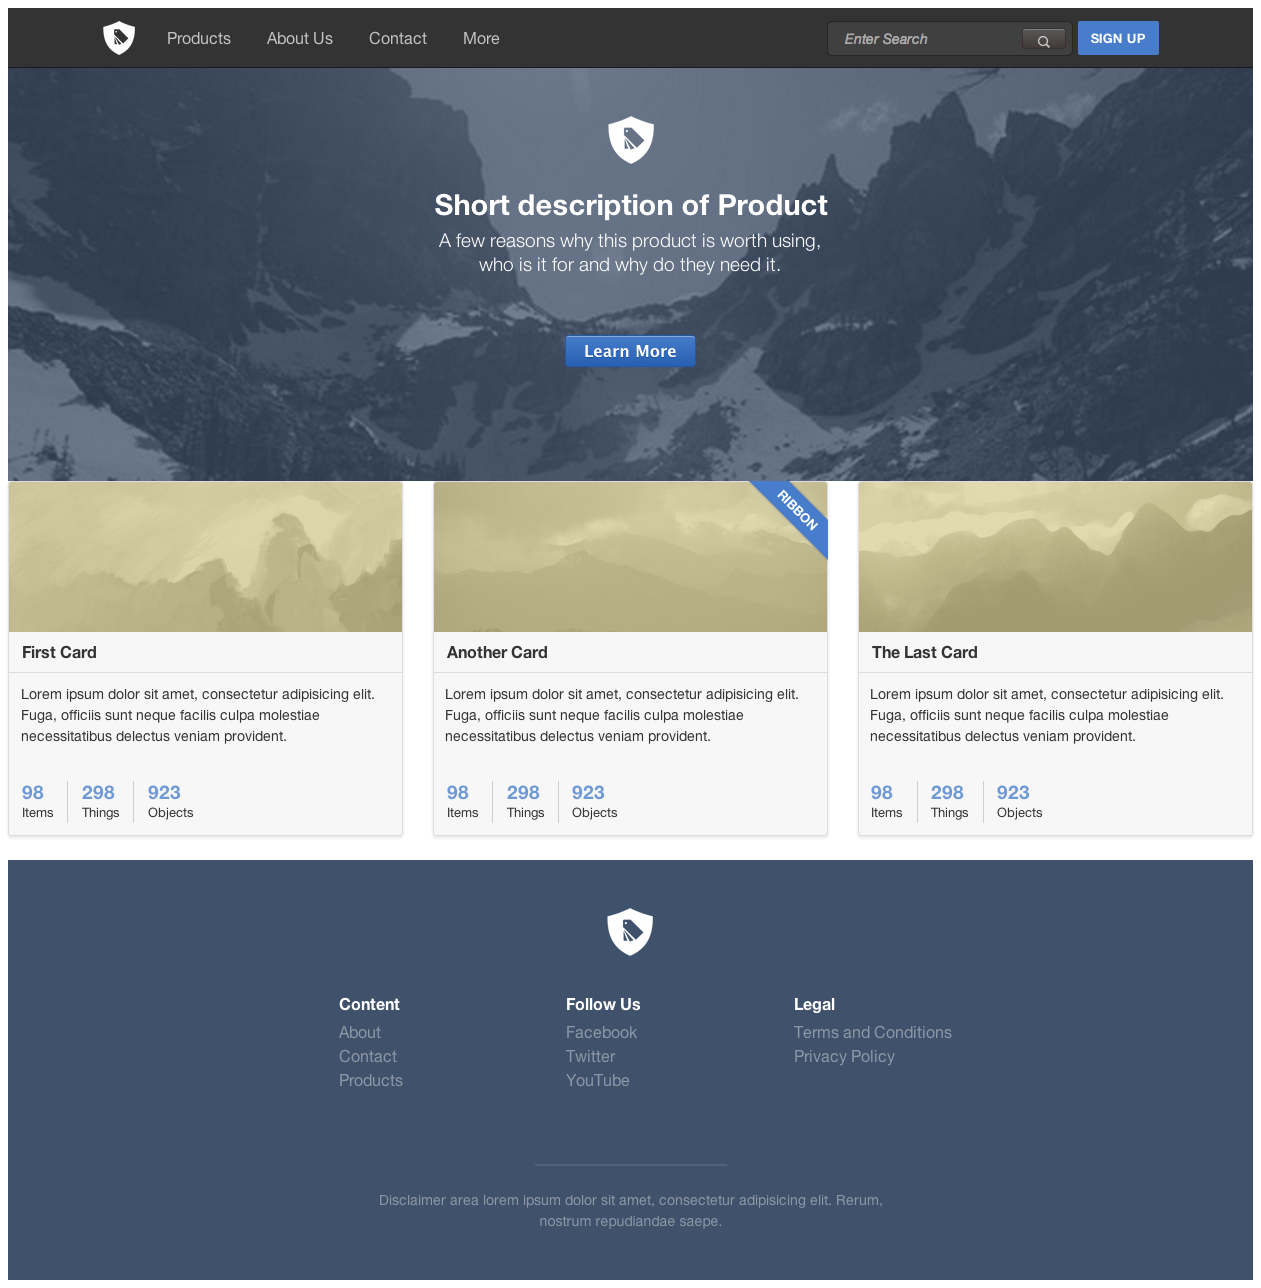 Products About Us Contact More Enter Search SIGN UP
Short description of Product
A few reasons why this product is worth using,
who is it for and why do they need it.
Learn More
First Card
Lorem ipsum dolor sit amet, consectetur adipisicing elit.
Fuga, officiis sunt neque facilis culpa molestiae
necessitatibus delectus veniam provident.
98 298 923
Items Things Objects
RIBBON
Another Card
Lorem ipsum dolor sit amet, consectetur adipisicing elit.
Fuga, officiis sunt neque facilis culpa molestiae
necessitatibus delectus veniam provident.
98 298 923
Items Things Objects
The Last Card
Lorem ipsum dolor sit amet, consectetur adipisicing elit.
Fuga, officiis sunt neque facilis culpa molestiae
necessitatibus delectus veniam provident.
98 298 923
Items Things Objects
Content
About
Contact
Products
Follow Us
Facebook
Twitter
YouTube
Legal
Terms and Conditions
Privacy Policy
Disclaimer area lorem ipsum dolor sit amet, consectetur adipisicing elit. Rerum,
nostrum repudiandae saepe.